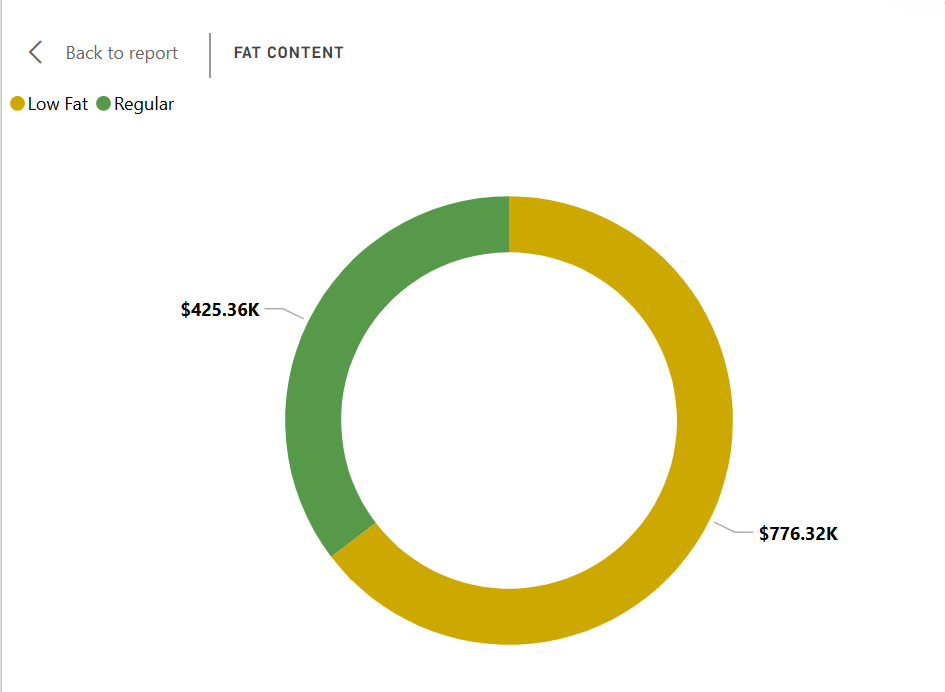 Back to report
FAT CONTENT
Low Fat Regular
$425.36K
$776.32K